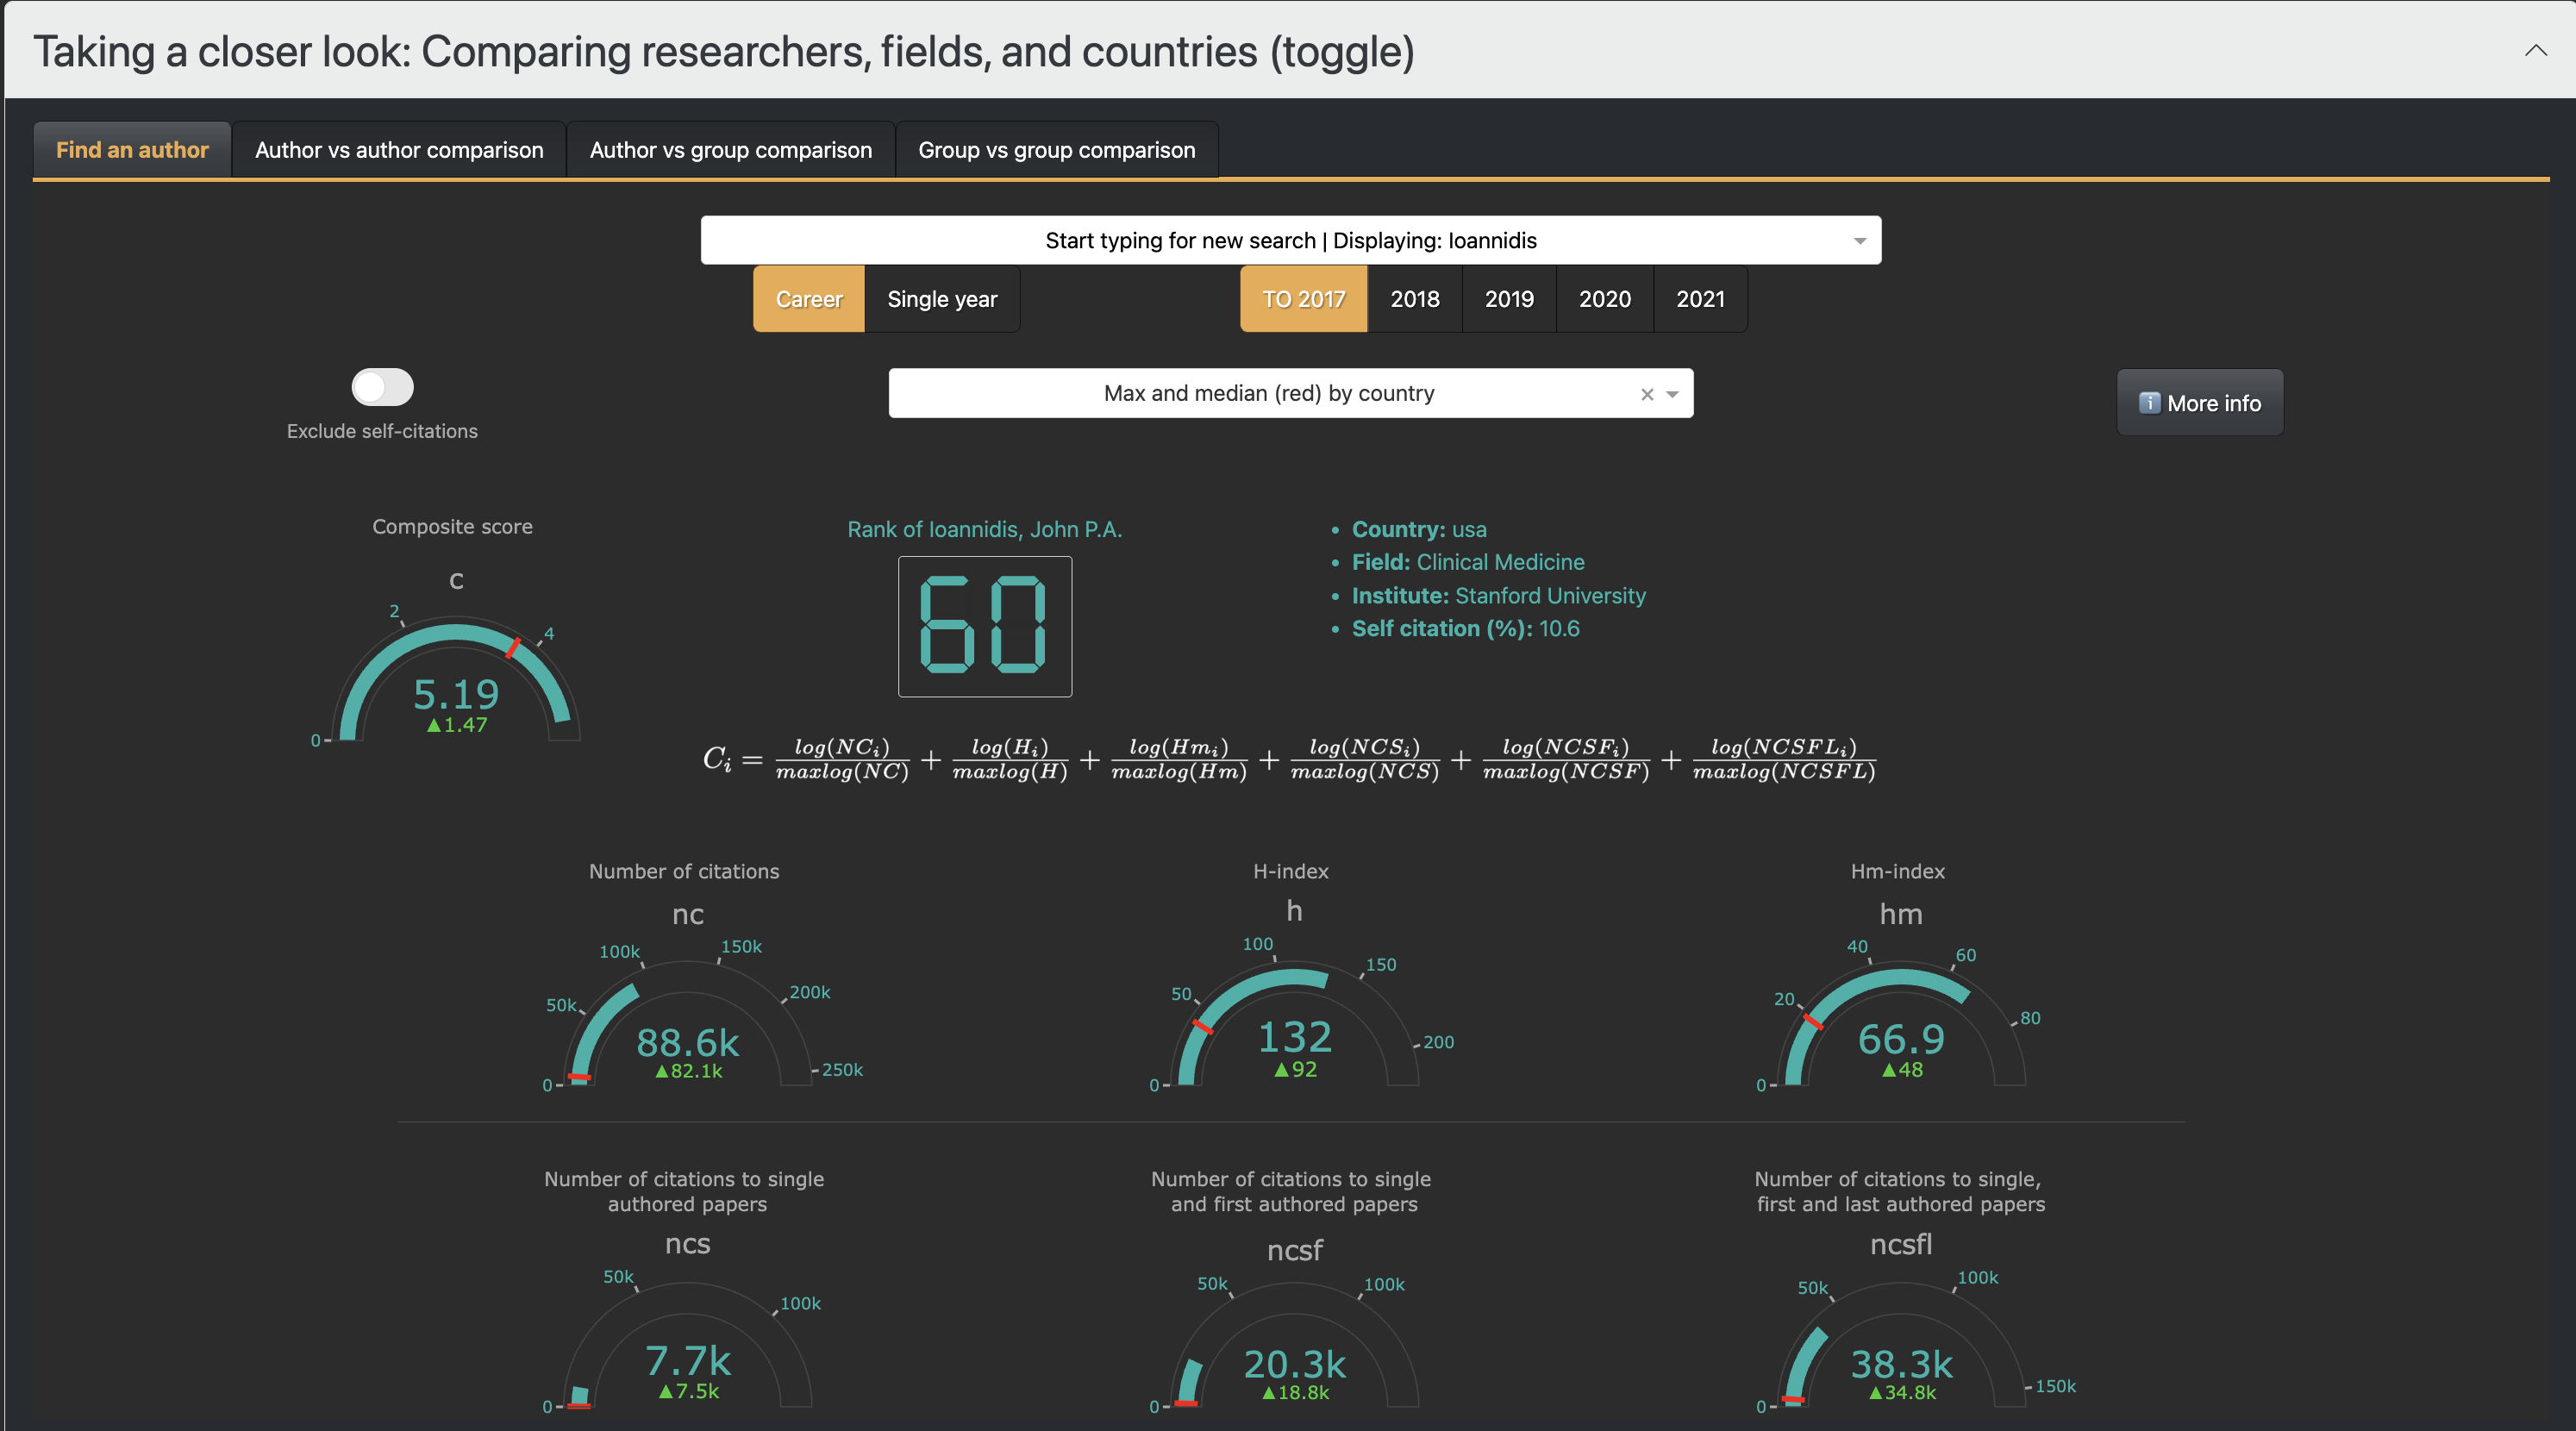 Taking a closer look: Comparing researchers, fields, and countries (toggle)
Find an author
Author vs author comparison
Author vs group comparison
Group vs group comparison
Start typing for new search | Displaying: Ioannidis
Career
Single year
TO 2017
2018
2019
2020
2021
Exclude self-citations
Max and median (red) by country
× 
i More info
Composite score
c
0
2
4
5.19
▲1.47
Rank of Ioannidis, John P.A.
60
• Country: usa
• Field: Clinical Medicine
• Institute: Stanford University
• Self citation (%): 10.6
C_i = log(NC_i)/maxlog(NC) + log(H_i)/maxlog(H) + log(Hm_i)/maxlog(Hm) + log(NCS_i)/maxlog(NCS) + log(NCSF_i)/maxlog(NCSF) + log(NCSFL_i)/maxlog(NCSFL)
Number of citations
nc
0
50k
100k
150k
200k
250k
88.6k
▲82.1k
H-index
h
0
50
100
150
200
132
▲92
Hm-index
hm
0
20
40
60
80
66.9
▲48
Number of citations to single
authored papers
ncs
0
50k
100k
7.7k
▲7.5k
Number of citations to single
and first authored papers
ncsf
0
50k
100k
20.3k
▲18.8k
Number of citations to single,
first and last authored papers
ncsfl
0
50k
100k
150k
38.3k
▲34.8k